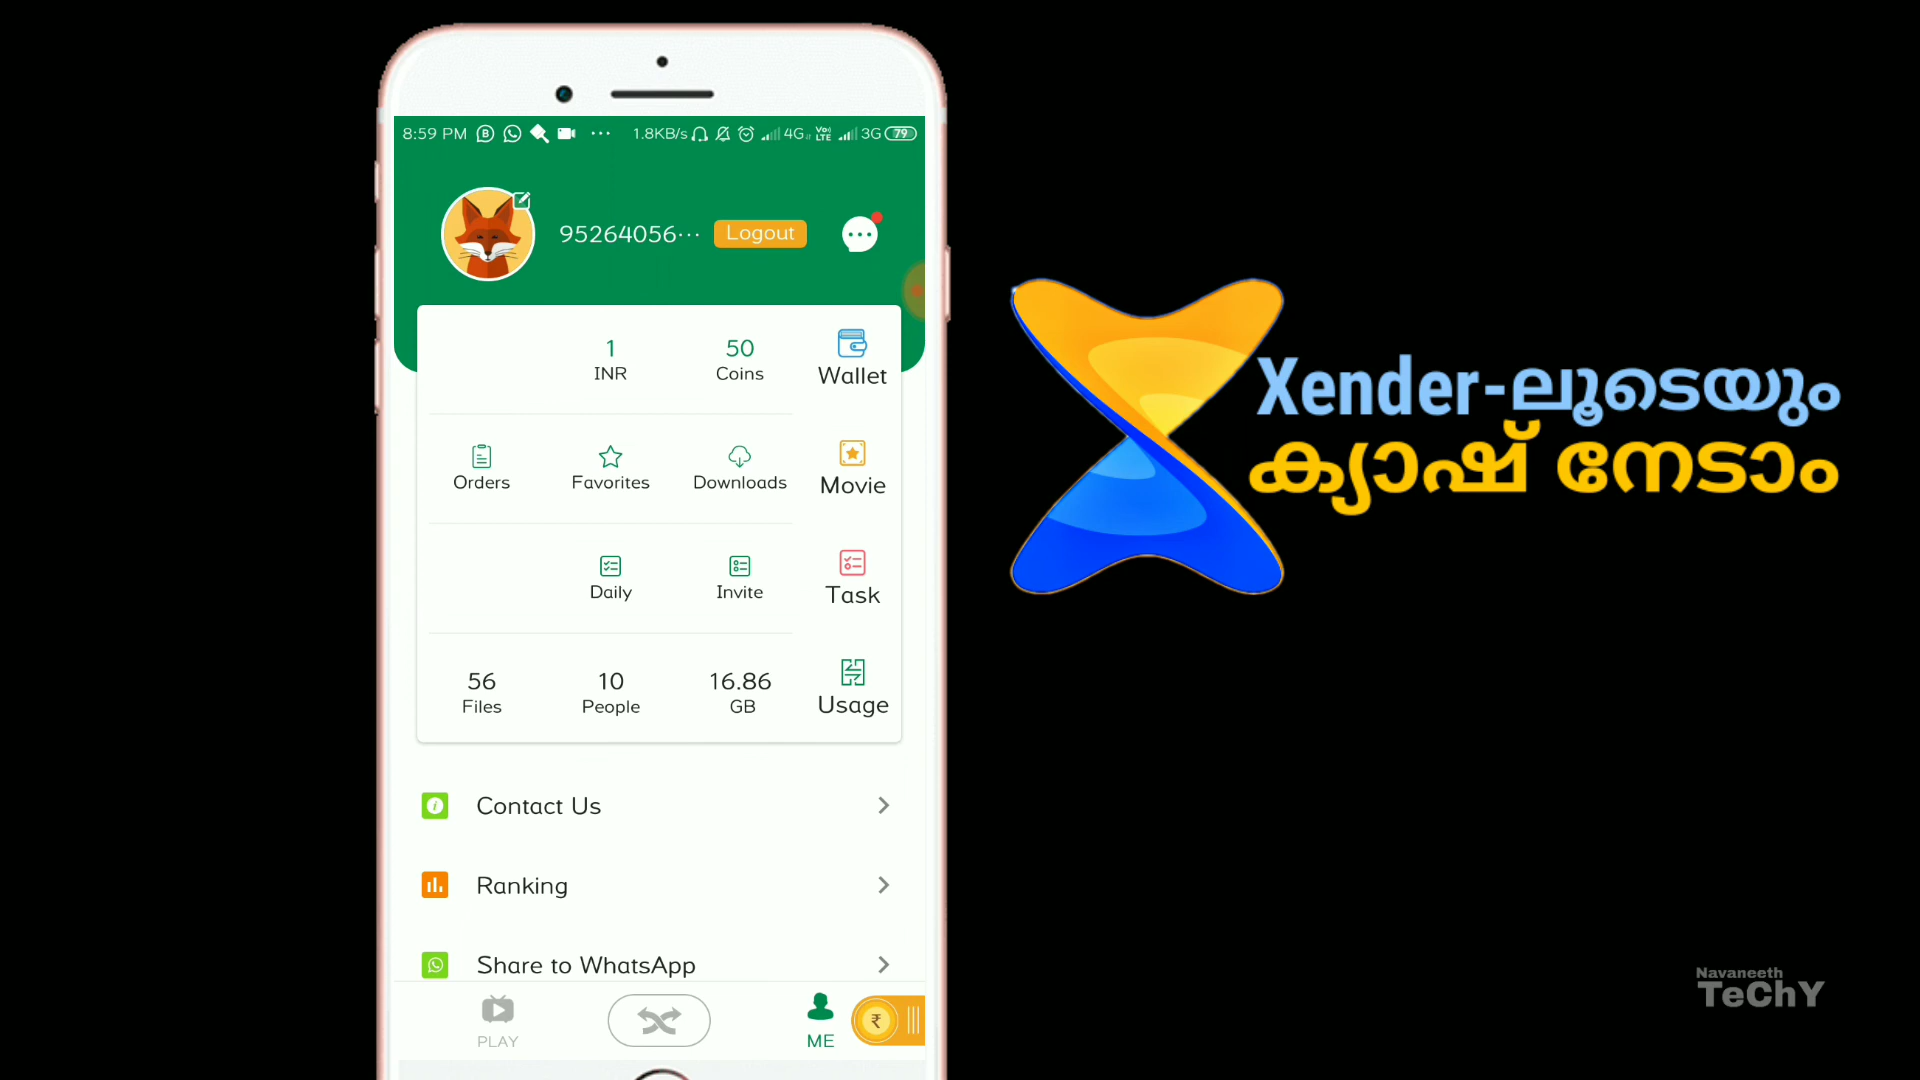 8:59 PM 1.8KB/s 4G VoLTE 3G 79
95264056... Logout
1 50
INR Coins Wallet
Orders Favorites Downloads Movie
Daily Invite Task
56 10 16.86
Files People GB Usage
Contact Us
Ranking
Share to WhatsApp
PLAY ME ₹
Xender-ലൂടെയും
ക്യാഷ് നേടാം
Navaneeth
TeChY